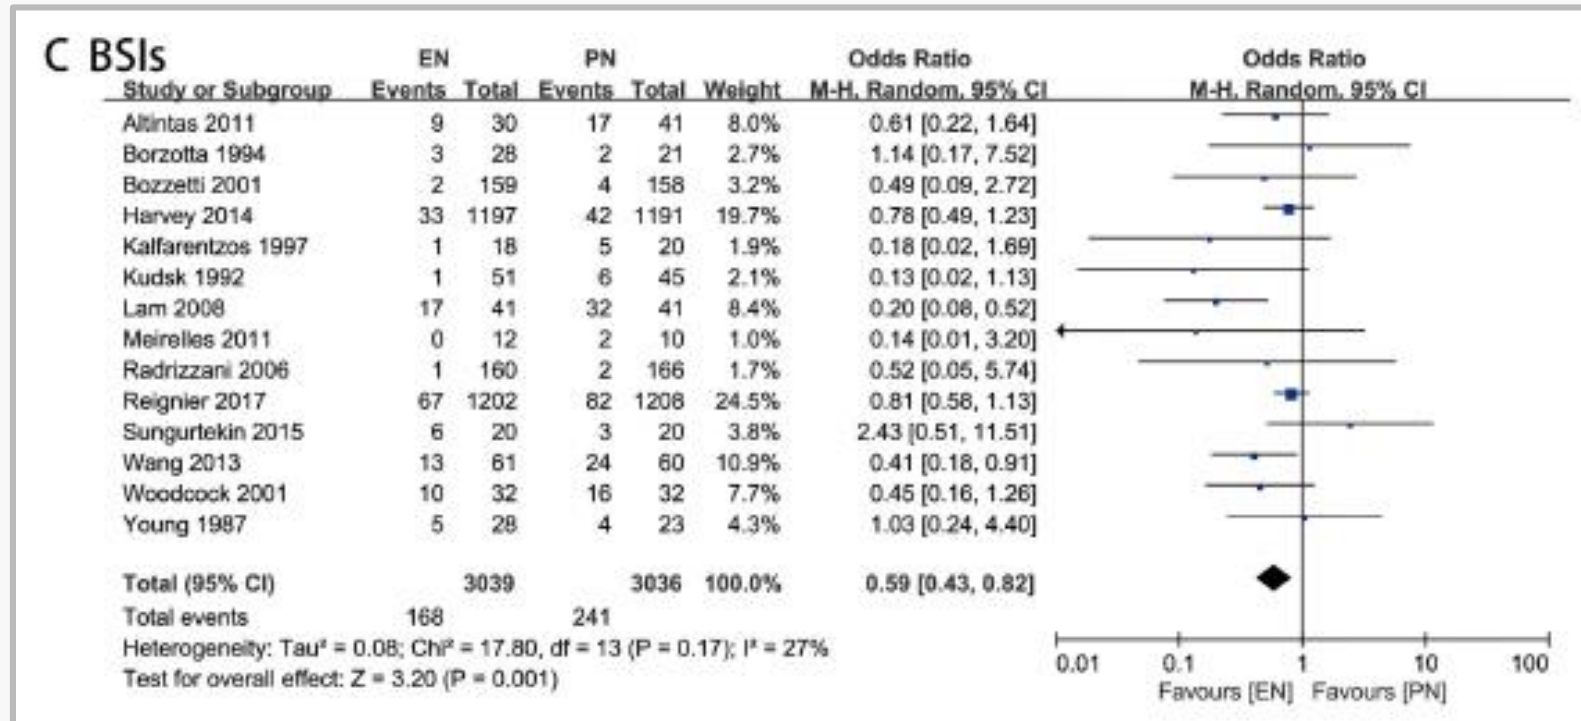 C BSIs
EN PN Odds Ratio Odds Ratio
Study or Subgroup Events Total Events Total Weight M-H, Random, 95% CI M-H, Random, 95% CI
Altintas 2011 9 30 17 41 8.0% 0.61 [0.22, 1.64]
Borzotta 1994 3 28 2 21 2.7% 1.14 [0.17, 7.52]
Bozzetti 2001 2 159 4 158 3.2% 0.49 [0.09, 2.72]
Harvey 2014 33 1197 42 1191 19.7% 0.78 [0.49, 1.23]
Kalfarentzos 1997 1 18 5 20 1.9% 0.18 [0.02, 1.69]
Kudsk 1992 1 51 6 45 2.1% 0.13 [0.02, 1.13]
Lam 2008 17 41 32 41 8.4% 0.20 [0.08, 0.52]
Meirelles 2011 0 12 2 10 1.0% 0.14 [0.01, 3.20]
Radrizzani 2006 1 160 2 166 1.7% 0.52 [0.05, 5.74]
Reignier 2017 67 1202 82 1208 24.5% 0.81 [0.58, 1.13]
Sungurtekin 2015 6 20 3 20 3.8% 2.43 [0.51, 11.51]
Wang 2013 13 61 24 60 10.9% 0.41 [0.18, 0.91]
Woodcock 2001 10 32 16 32 7.7% 0.45 [0.16, 1.26]
Young 1987 5 28 4 23 4.3% 1.03 [0.24, 4.40]
Total (95% CI) 3039 3036 100.0% 0.59 [0.43, 0.82]
Total events 168 241
Heterogeneity: Tau² = 0.08; Chi² = 17.80, df = 13 (P = 0.17); I² = 27%
Test for overall effect: Z = 3.20 (P = 0.001)
0.01 0.1 1 10 100
Favours [EN] Favours [PN]